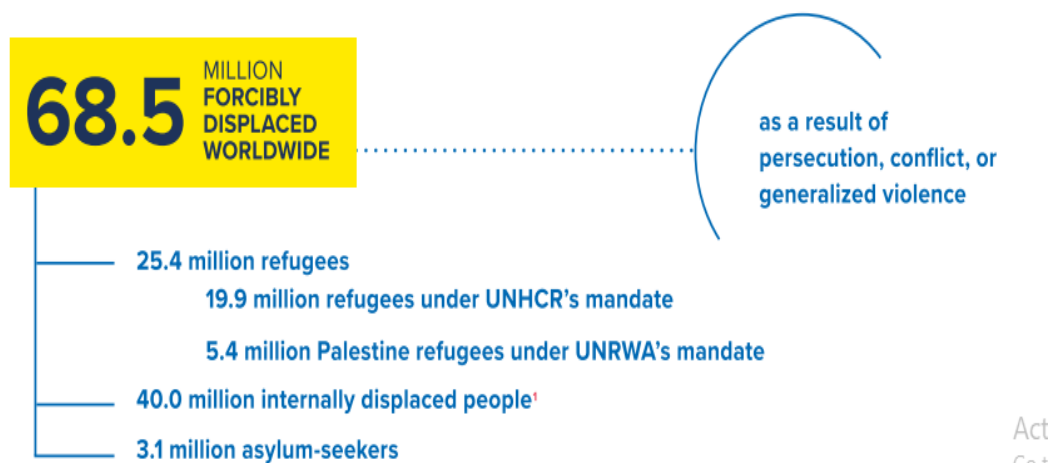 68.5 MILLION
FORCIBLY
DISPLACED
WORLDWIDE
as a result of
persecution, conflict, or
generalized violence
25.4 million refugees
19.9 million refugees under UNHCR’s mandate
5.4 million Palestine refugees under UNRWA’s mandate
40.0 million internally displaced people¹
3.1 million asylum-seekers
Act